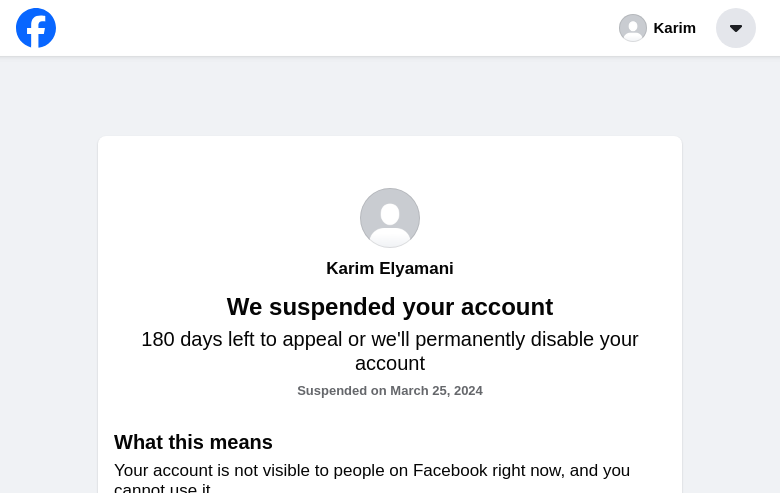 Karim
Karim Elyamani
We suspended your account
180 days left to appeal or we'll permanently disable your
account
Suspended on March 25, 2024
What this means
Your account is not visible to people on Facebook right now, and you
cannot use it.